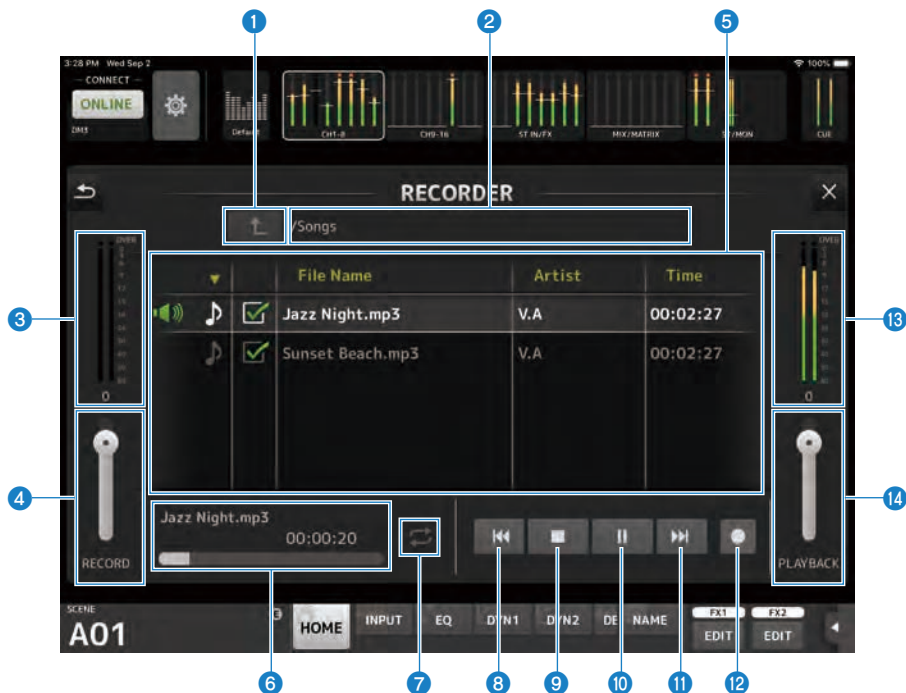 1 2 5
3:28 PM Wed Sep 2
100%
CONNECT
ONLINE
DM3
Default
CH1-8
CH9-16
ST IN/FX
MIX/MATRIX
ST/MON
CUE
RECORDER
/Songs
OVER
OVER
File Name Artist Time
Jazz Night.mp3 V.A 00:02:27
Sunset Beach.mp3 V.A 00:02:27
3
13
0
0
4
14
Jazz Night.mp3
00:00:20
RECORD
PLAYBACK
SCENE
A01
HOME
INPUT
EQ
DYN1
DYN2
DE
NAME
FX1
EDIT
FX2
EDIT
6 7 8 9 10 11 12